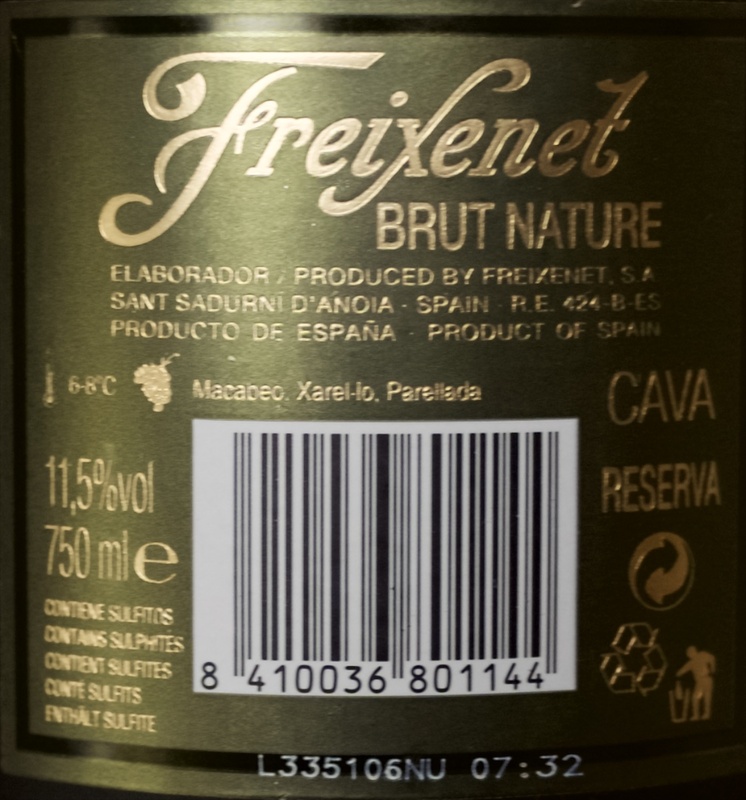 Freixenet
BRUT NATURE
ELABORADOR / PRODUCED BY FREIXENET, S.A
SANT SADURNI D'ANOIA - SPAIN - R.E. 424-B-ES
PRODUCTO DE ESPAÑA - PRODUCT OF SPAIN
6-8°C Macabeo, Xarel-lo, Parellada
CAVA
RESERVA
11,5%vol
750 ml e
CONTIENE SULFITOS
CONTAINS SULPHITES
CONTIENT SULFITES
CONTÉ SULFITS
ENTHÄLT SULFITE
8 410036 801144
L335106NU 07:32